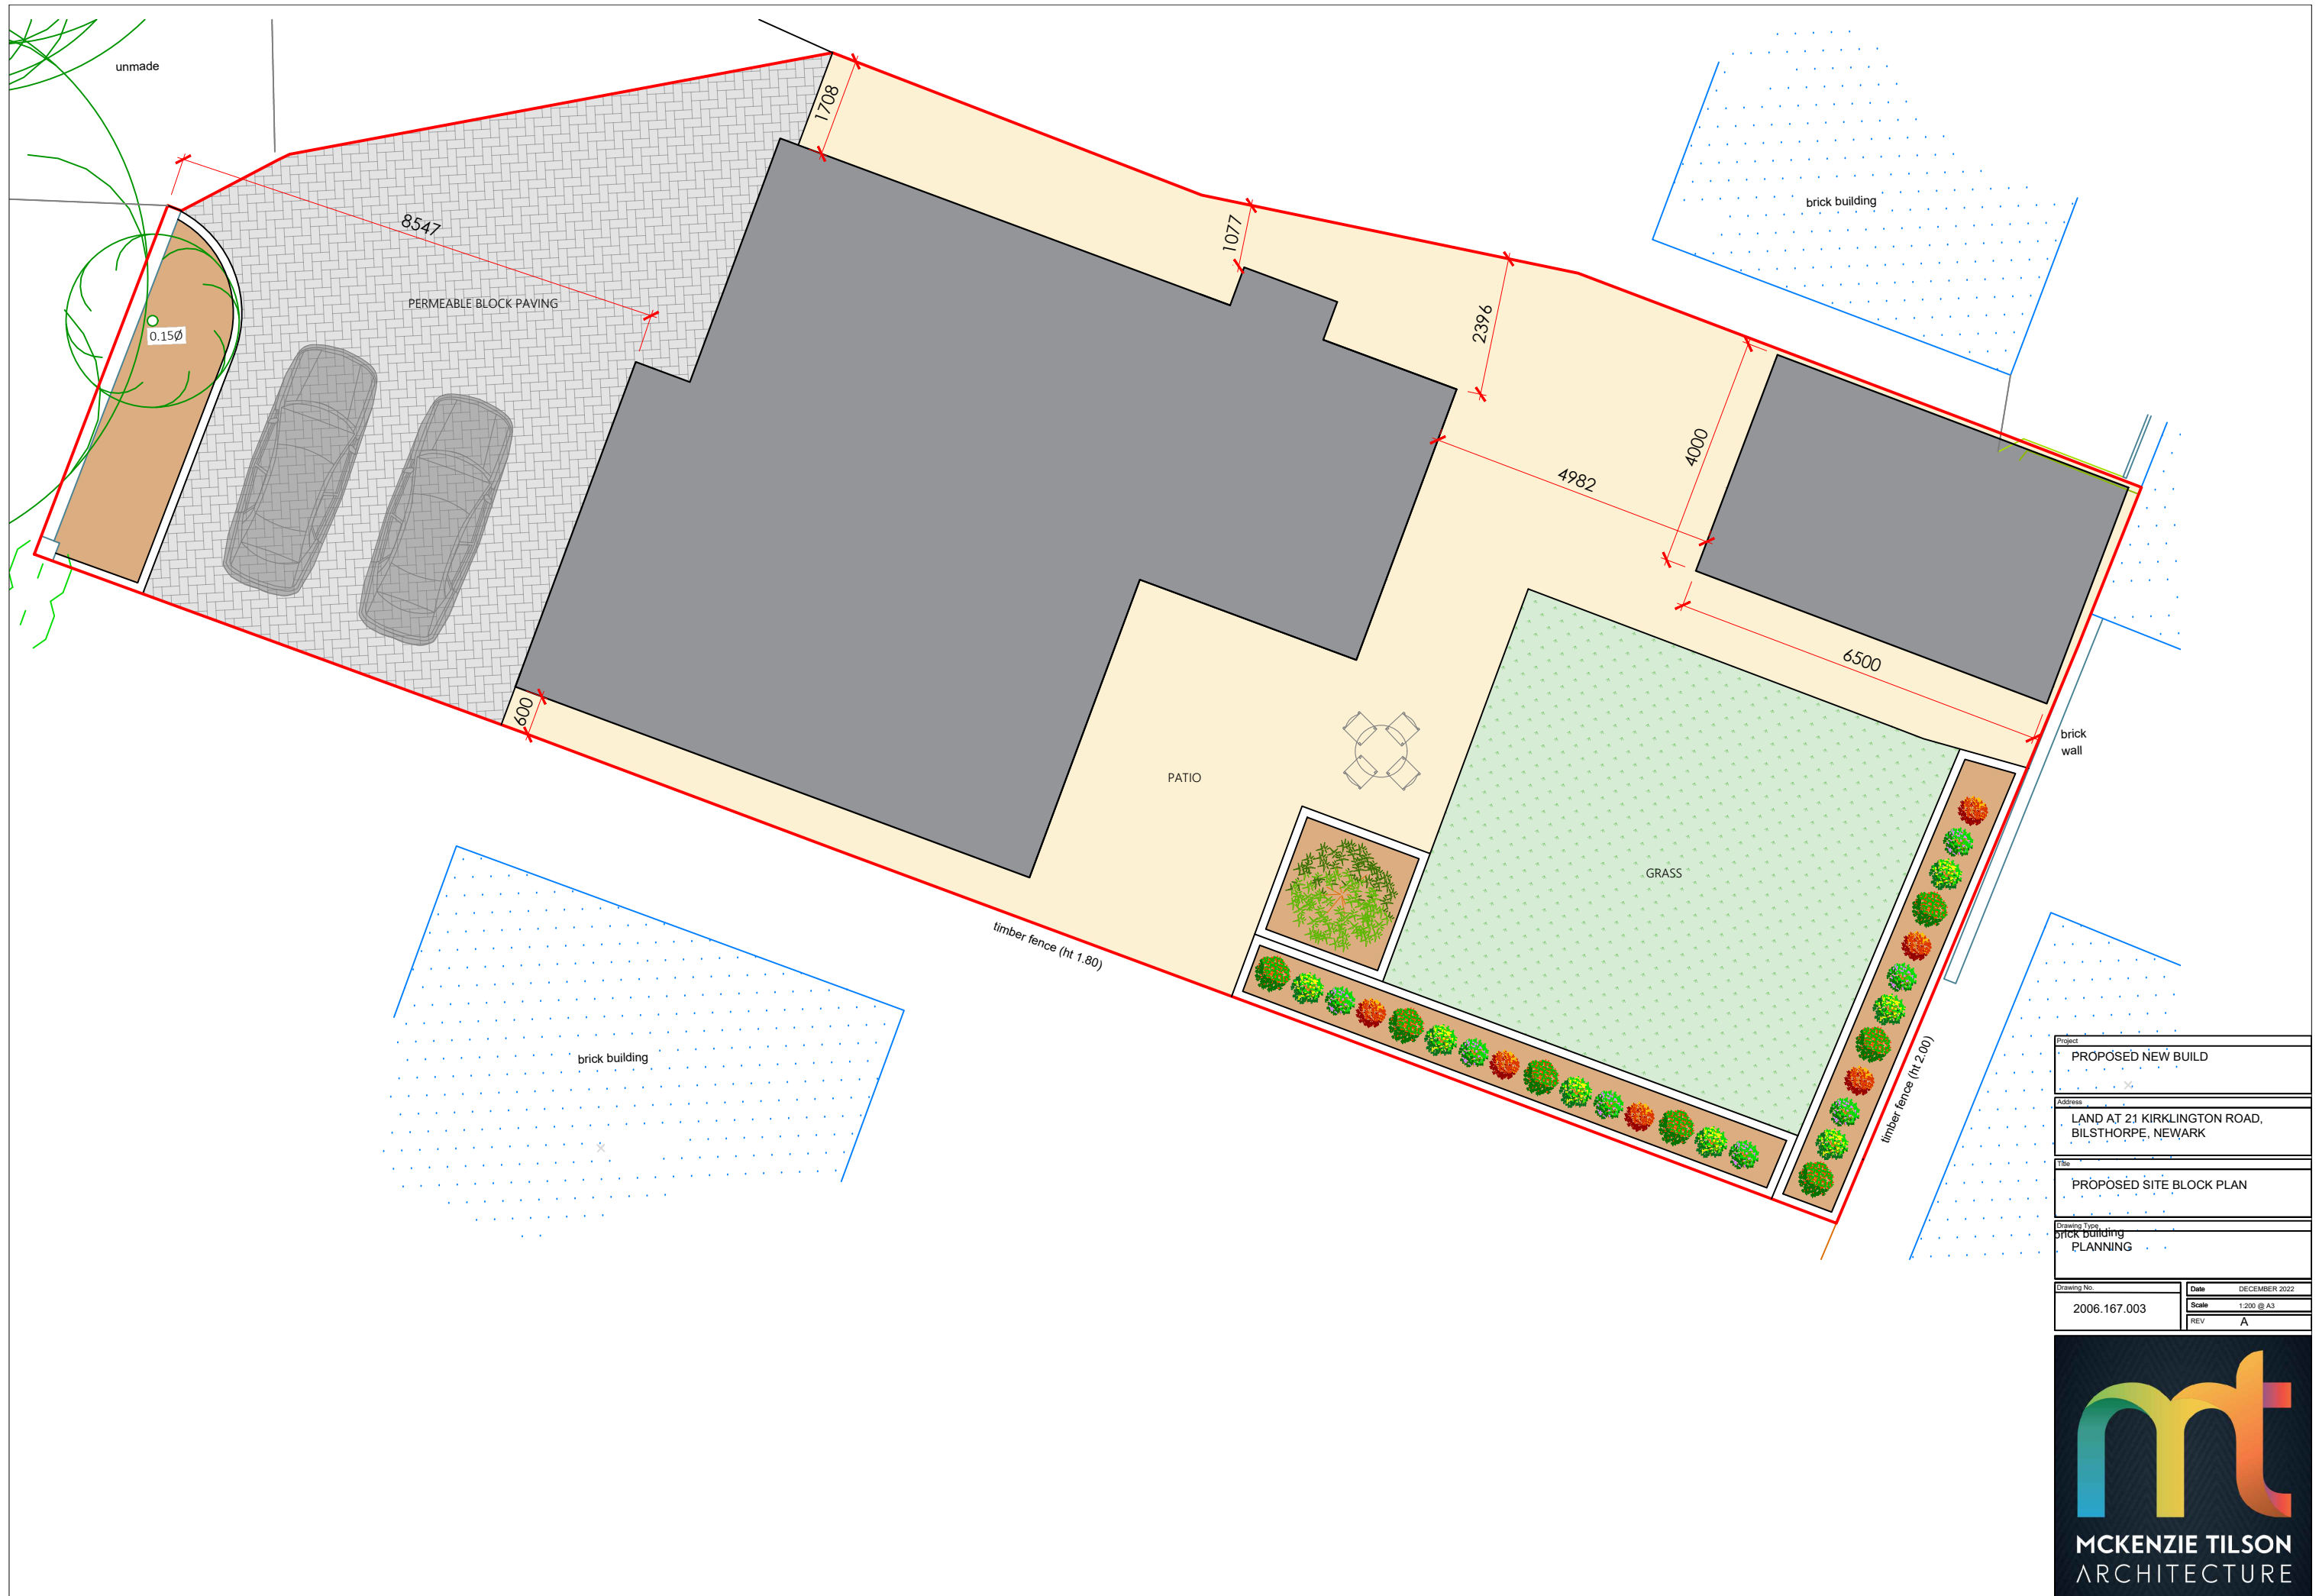 unmade
1708
8547
1077
brick building
PERMEABLE BLOCK PAVING
2396
0.15Ø
4000
4982
6500
600
brick
wall
PATIO
GRASS
timber fence (ht 1.80)
brick building
timber fence (ht 2.00)
Project
PROPOSED NEW BUILD
Address
LAND AT 21 KIRKLINGTON ROAD,
BILSTHORPE, NEWARK
Title
PROPOSED SITE BLOCK PLAN
Drawing Type
brick building
PLANNING
Drawing No.
2006.167.003
Date DECEMBER 2022
Scale 1:200 @ A3
REV A
mt
MCKENZIE TILSON
ARCHITECTURE